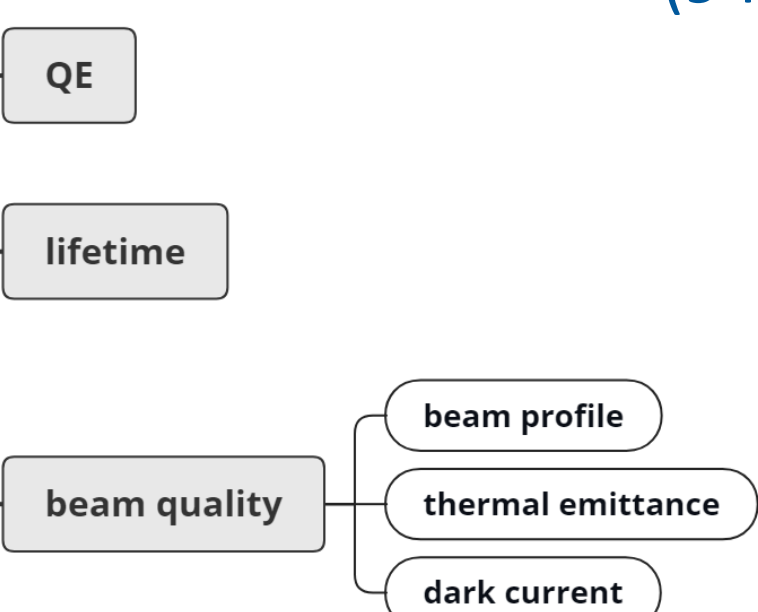 QE
lifetime
beam profile
beam quality
thermal emittance
dark current